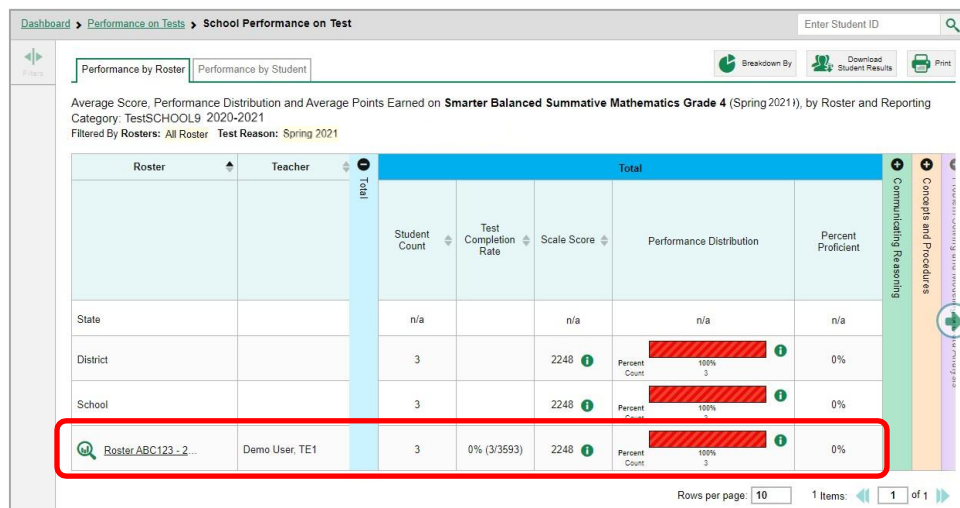 Dashboard > Performance on Tests > School Performance on Test
Enter Student ID
Filters
Performance by Roster
Performance by Student
Breakdown By
Download
Student Results
Print
Average Score, Performance Distribution and Average Points Earned on Smarter Balanced Summative Mathematics Grade 4 (Spring 2021), by Roster and Reporting
Category: TestSCHOOL9 2020-2021
Filtered By Rosters: All Roster Test Reason: Spring 2021
Roster
Teacher
Total
Total
Student
Count
Test
Completion
Rate
Scale Score
Performance Distribution
Percent
Proficient
Communicating Reasoning
Concepts and Procedures
State
n/a
n/a
n/a
n/a
District
3
2248
Percent 100%
Count 3
0%
School
3
2248
Percent 100%
Count 3
0%
Roster ABC123 - 2...
Demo User, TE1
3
0% (3/3593)
2248
Percent 100%
Count 3
0%
Rows per page: 10 1 Items: 1 of 1